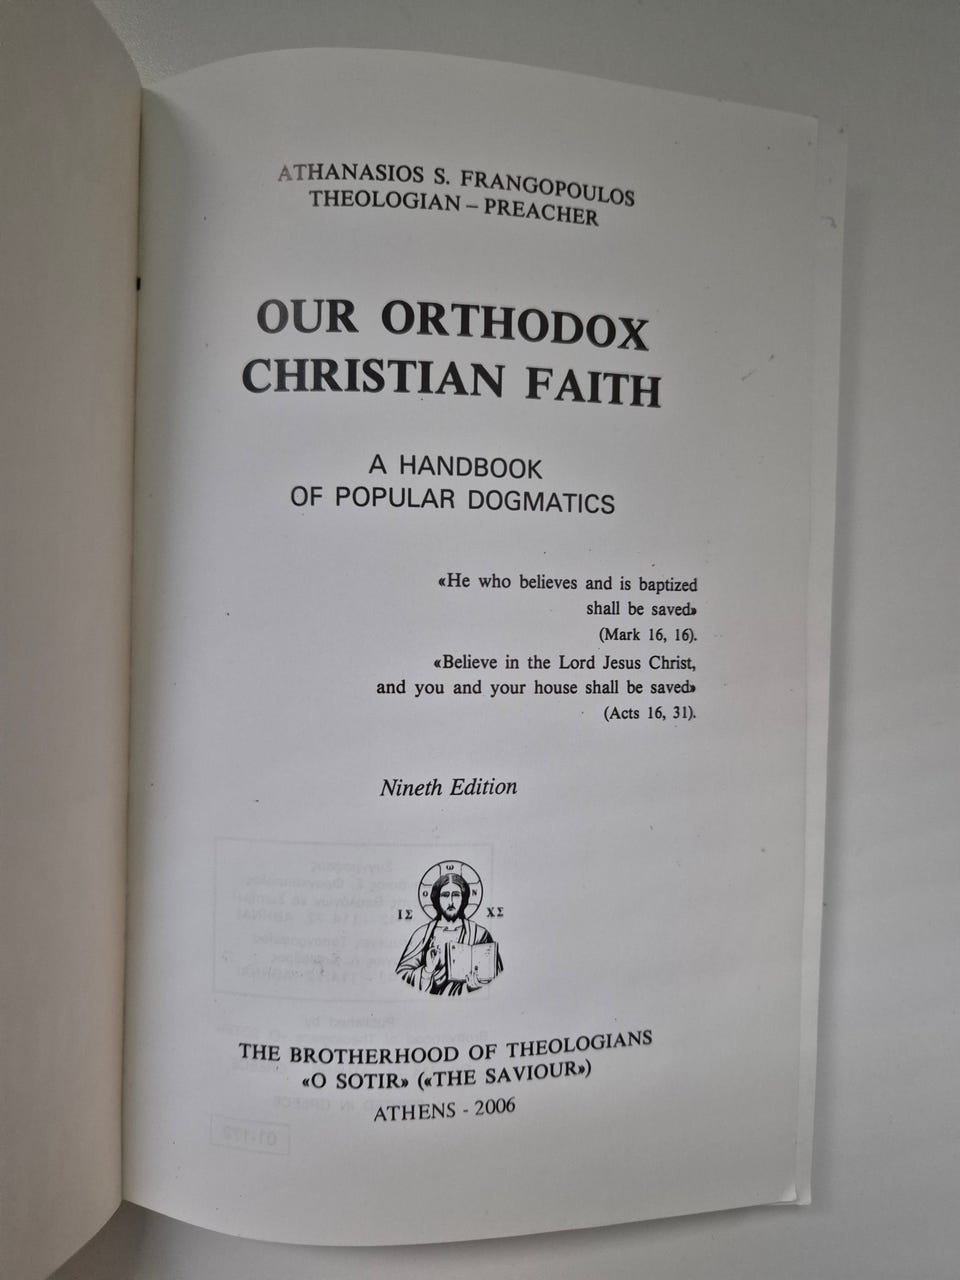 ATHANASIOS S. FRANGOPOULOS
THEOLOGIAN – PREACHER
OUR ORTHODOX
CHRISTIAN FAITH
A HANDBOOK
OF POPULAR DOGMATICS
«He who believes and is baptized
shall be saved»
(Mark 16, 16).
«Believe in the Lord Jesus Christ,
and you and your house shall be saved»
(Acts 16, 31).
Nineth Edition
Ο ω Ν
ΙΣ ΧΣ
THE BROTHERHOOD OF THEOLOGIANS
«O SOTIR» («THE SAVIOUR»)
ATHENS - 2006